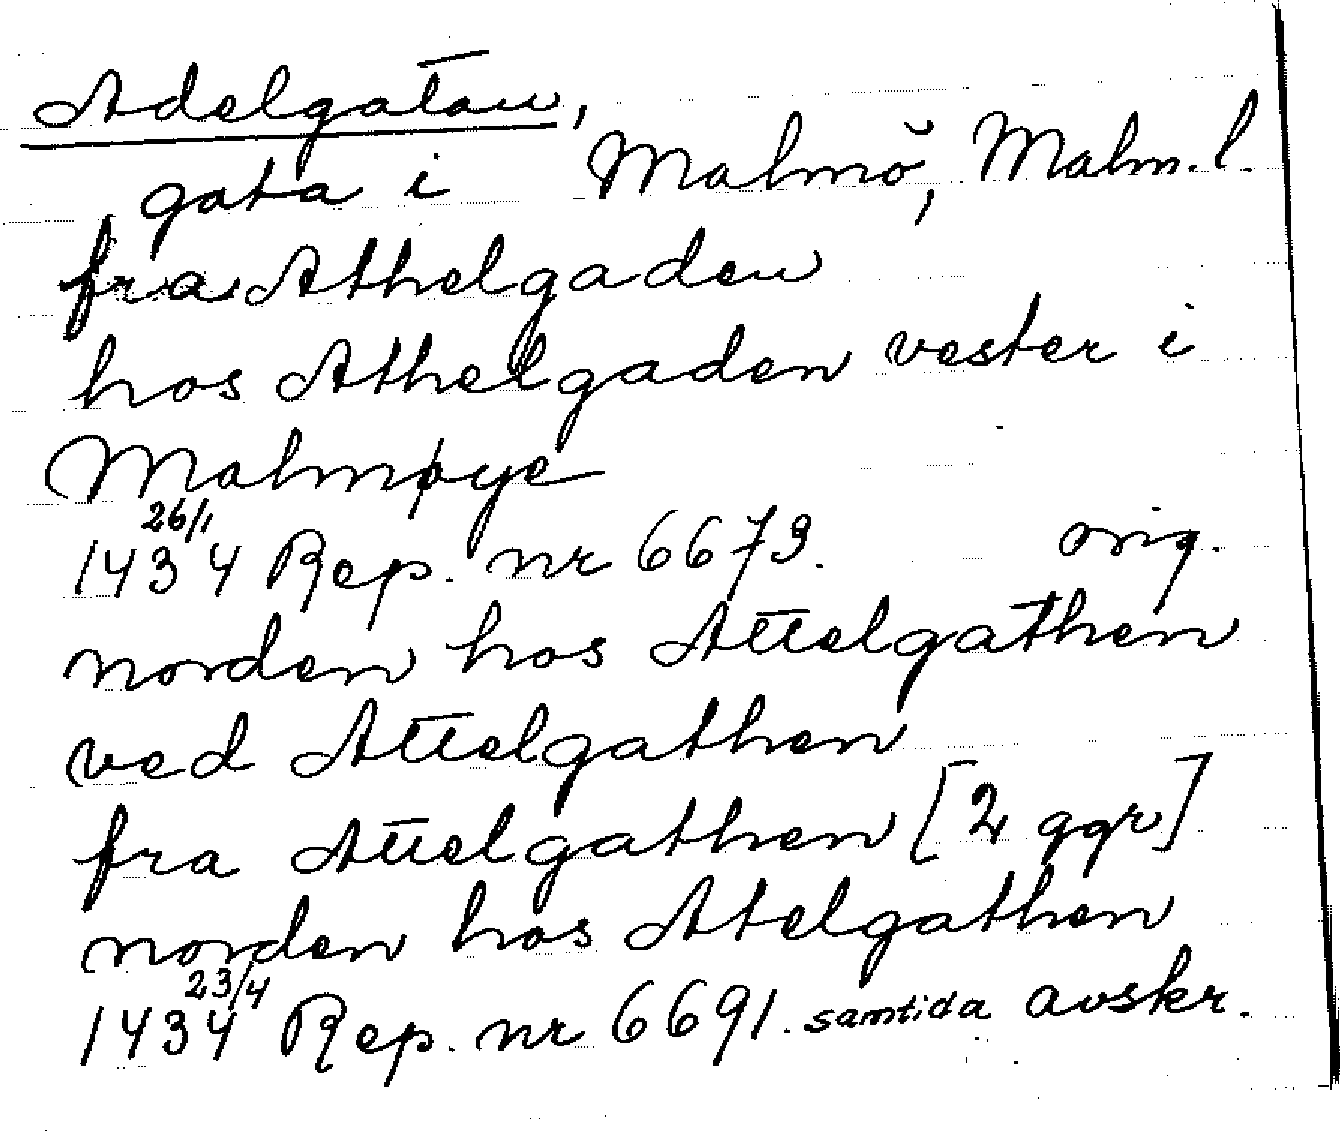 Adelgatan,
gata i Malmö, Malm. l.
fra Athelgaden
hos Athelgaden vester i
Malmøye
1434 26/1 Rep. nr 6673. orig.
norden hos Attelgathen
ved Attelgathen
fra Attelgathen [2 ggr]
norden hos Atelgathen
1434 23/4 Rep. nr 6691. samtida avskr.